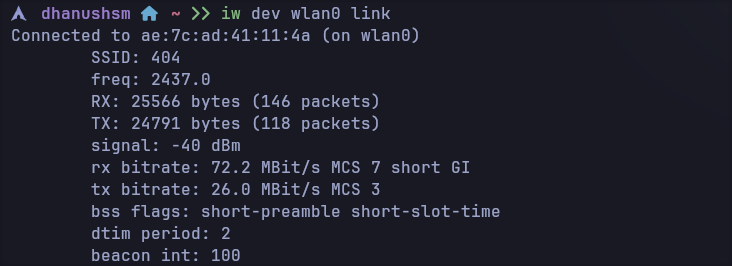 dhanushsm ~ >> iw dev wlan0 link
Connected to ae:7c:ad:41:11:4a (on wlan0)
SSID: 404
freq: 2437.0
RX: 25566 bytes (146 packets)
TX: 24791 bytes (118 packets)
signal: -40 dBm
rx bitrate: 72.2 MBit/s MCS 7 short GI
tx bitrate: 26.0 MBit/s MCS 3
bss flags: short-preamble short-slot-time
dtim period: 2
beacon int: 100